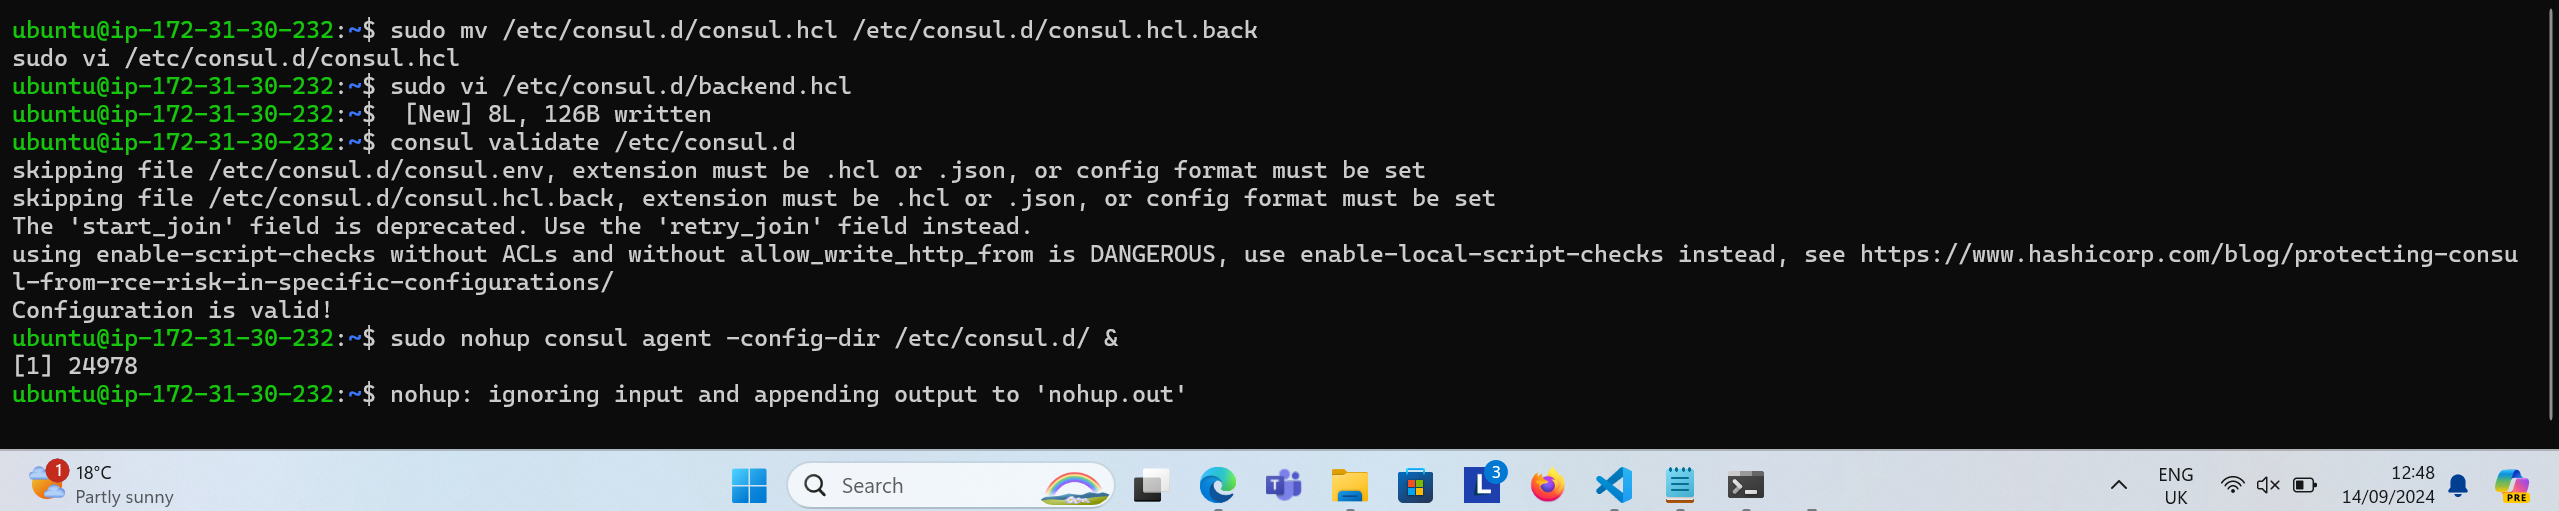 ubuntu@ip-172-31-30-232:~$ sudo mv /etc/consul.d/consul.hcl /etc/consul.d/consul.hcl.back
sudo vi /etc/consul.d/consul.hcl
ubuntu@ip-172-31-30-232:~$ sudo vi /etc/consul.d/backend.hcl
ubuntu@ip-172-31-30-232:~$  [New] 8L, 126B written
ubuntu@ip-172-31-30-232:~$ consul validate /etc/consul.d
skipping file /etc/consul.d/consul.env, extension must be .hcl or .json, or config format must be set
skipping file /etc/consul.d/consul.hcl.back, extension must be .hcl or .json, or config format must be set
The 'start_join' field is deprecated. Use the 'retry_join' field instead.
using enable-script-checks without ACLs and without allow_write_http_from is DANGEROUS, use enable-local-script-checks instead, see https://www.hashicorp.com/blog/protecting-consu
l-from-rce-risk-in-specific-configurations/
Configuration is valid!
ubuntu@ip-172-31-30-232:~$ sudo nohup consul agent -config-dir /etc/consul.d/ &
[1] 24978
ubuntu@ip-172-31-30-232:~$ nohup: ignoring input and appending output to 'nohup.out'
1
18°C
Partly sunny
Search
T
L
3
ENG
UK
12:48
14/09/2024
PRE